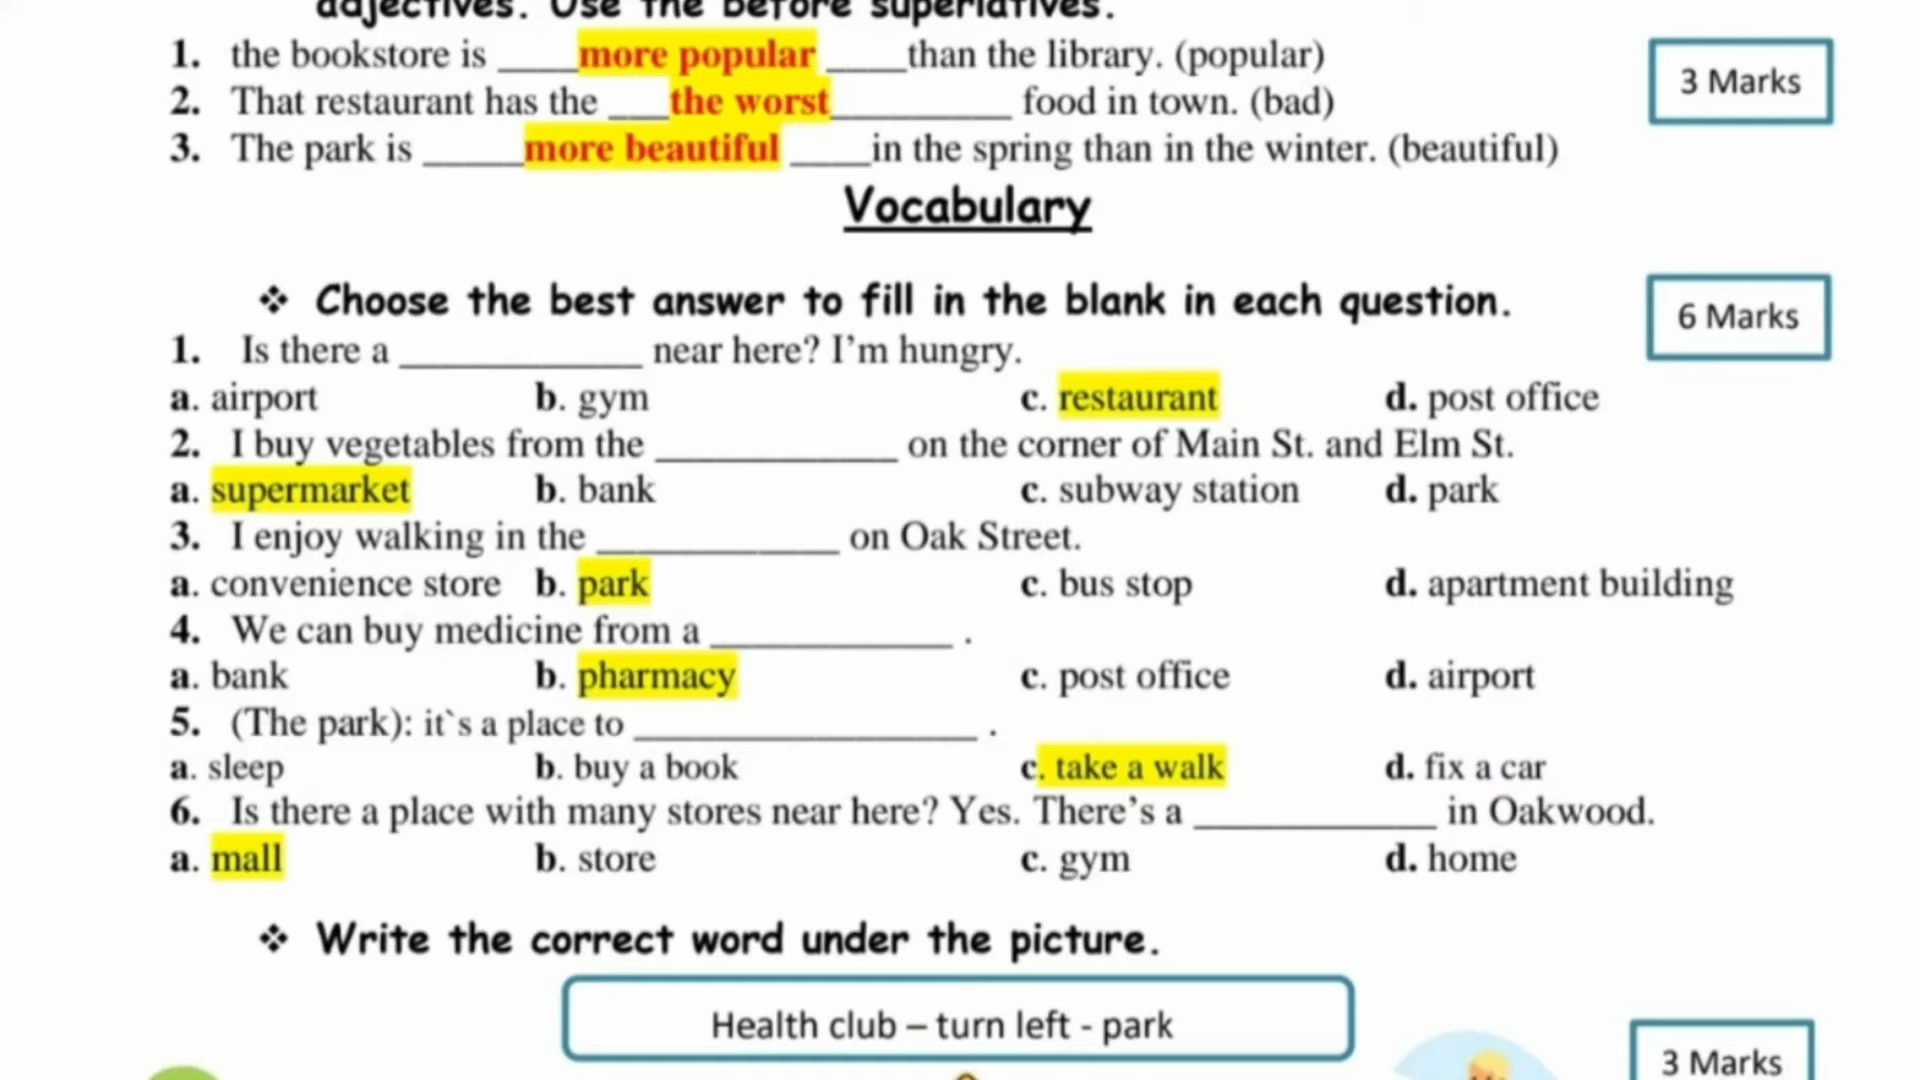 adjectives. Use the before superlatives.
1. the bookstore is ____more popular ____than the library. (popular)
3 Marks
2. That restaurant has the ___the worst_________ food in town. (bad)
3. The park is _____more beautiful ____in the spring than in the winter. (beautiful)
Vocabulary
❖ Choose the best answer to fill in the blank in each question.
6 Marks
1. Is there a ____________ near here? I’m hungry.
a. airport b. gym c. restaurant d. post office
2. I buy vegetables from the ____________ on the corner of Main St. and Elm St.
a. supermarket b. bank c. subway station d. park
3. I enjoy walking in the ____________ on Oak Street.
a. convenience store b. park c. bus stop d. apartment building
4. We can buy medicine from a ____________ .
a. bank b. pharmacy c. post office d. airport
5. (The park): it`s a place to _________________ .
a. sleep b. buy a book c. take a walk d. fix a car
6. Is there a place with many stores near here? Yes. There’s a ____________ in Oakwood.
a. mall b. store c. gym d. home
❖ Write the correct word under the picture.
Health club – turn left - park
3 Marks